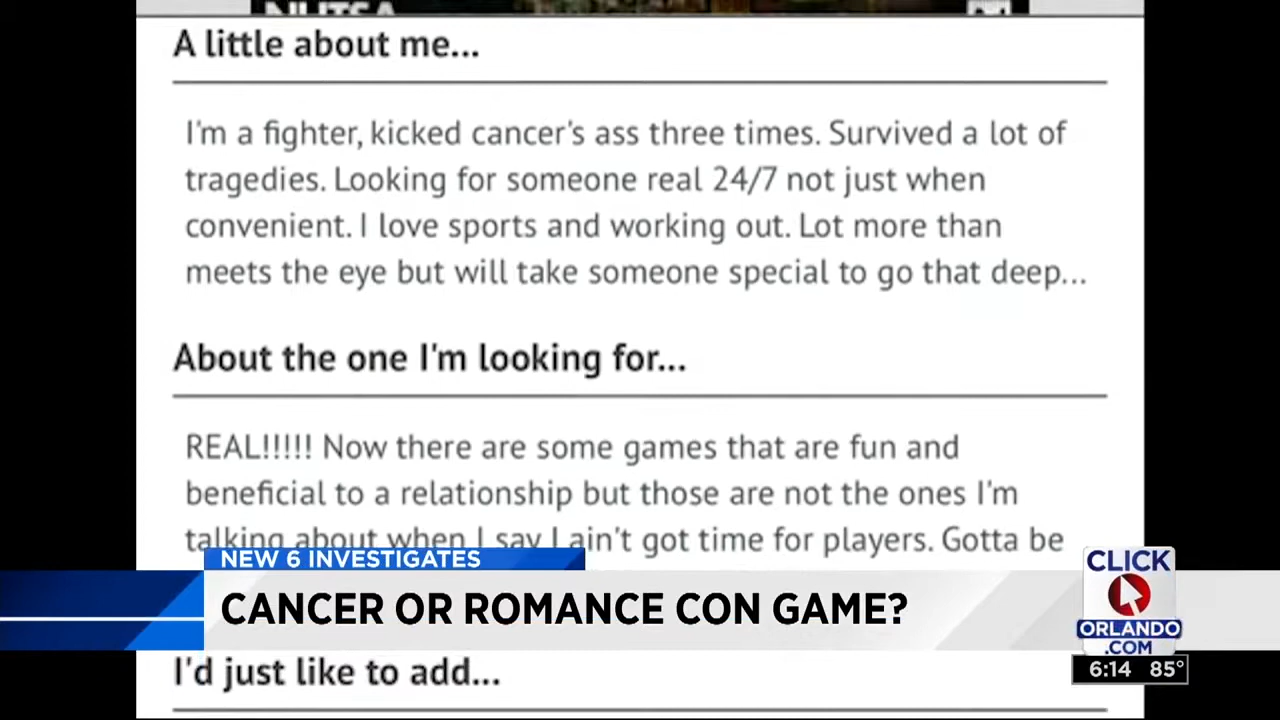 A little about me...
I'm a fighter, kicked cancer's ass three times. Survived a lot of
tragedies. Looking for someone real 24/7 not just when
convenient. I love sports and working out. Lot more than
meets the eye but will take someone special to go that deep...
About the one I'm looking for...
REAL!!!!! Now there are some games that are fun and
beneficial to a relationship but those are not the ones I'm
talking about when I say I ain't got time for players. Gotta be
NEW 6 INVESTIGATES
CANCER OR ROMANCE CON GAME?
CLICK
ORLANDO
.COM
6:14 85°
I'd just like to add...